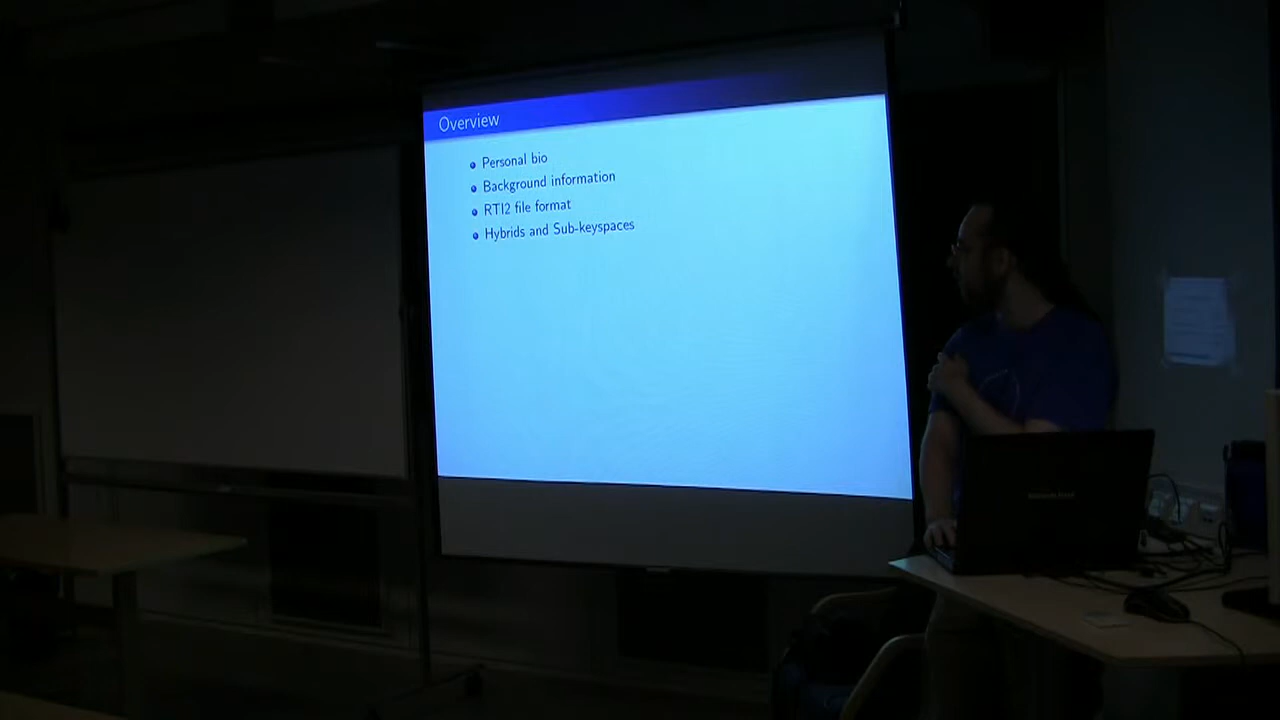 Overview
Personal bio
Background information
RTI2 file format
Hybrids and Sub-keyspaces